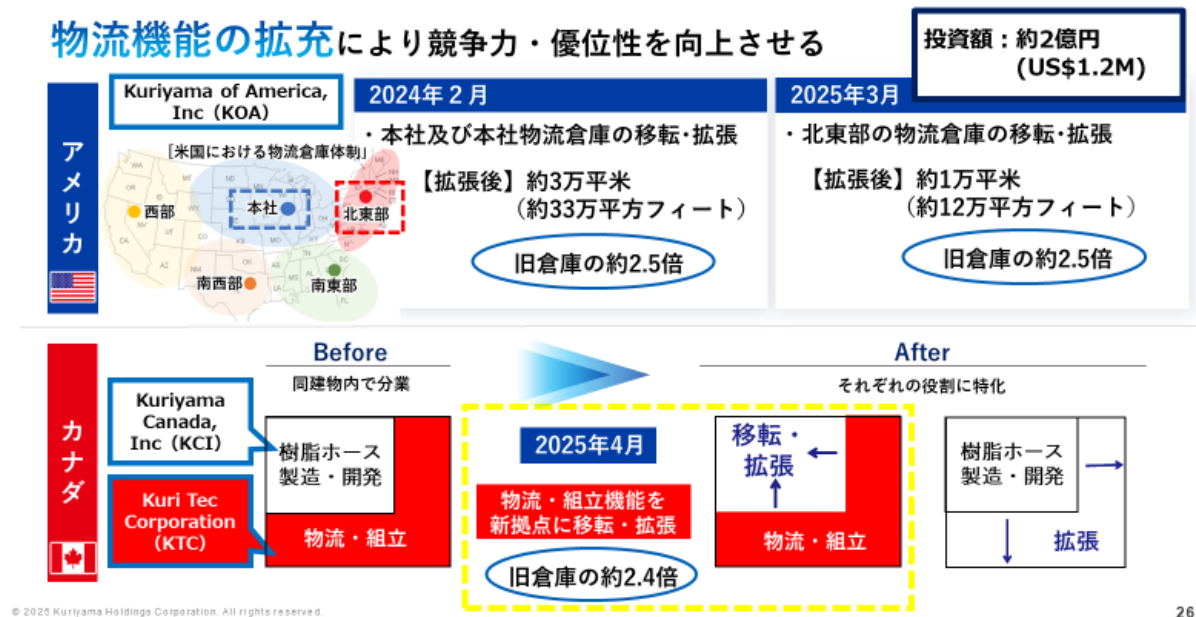 物流機能の拡充により競争力・優位性を向上させる
投資額：約2億円
(US$1.2M)
アメリカ
Kuriyama of America,
Inc（KOA）
［米国における物流倉庫体制」
西部
本社
北東部
南西部
南東部
2024年２月
・本社及び本社物流倉庫の移転･拡張
【拡張後】約3万平米
（約33万平方フィート）
旧倉庫の約2.5倍
2025年3月
・北東部の物流倉庫の移転･拡張
【拡張後】約1万平米
（約12万平方フィート）
旧倉庫の約2.5倍
カナダ
Kuriyama
Canada,
Inc（KCI）
Kuri Tec
Corporation
（KTC）
Before
同建物内で分業
樹脂ホース
製造・開発
物流・組立
2025年4月
物流・組立機能を
新拠点に移転・拡張
旧倉庫の約2.4倍
After
それぞれの役割に特化
移転・
拡張
物流・組立
樹脂ホース
製造・開発
拡張
© 2025 Kuriyama Holdings Corporation. All rights reserved.
26